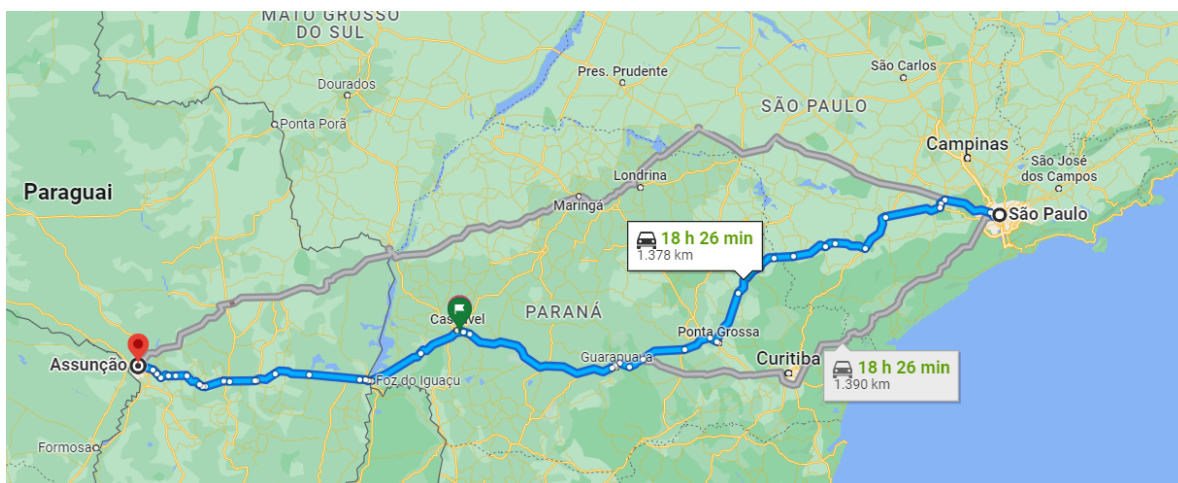 MATO GROSSO
DO SUL
Dourados
Ponta Porã
Pres. Prudente
São Carlos
SÃO PAULO
Campinas
São José
dos Campos
Paraguai
Londrina
Maringá
São Paulo
18 h 26 min
1.378 km
PARANÁ
Ponta Grossa
Guarapuava
Curitiba
18 h 26 min
1.390 km
Assunção
Foz do Iguaçu
Formosa